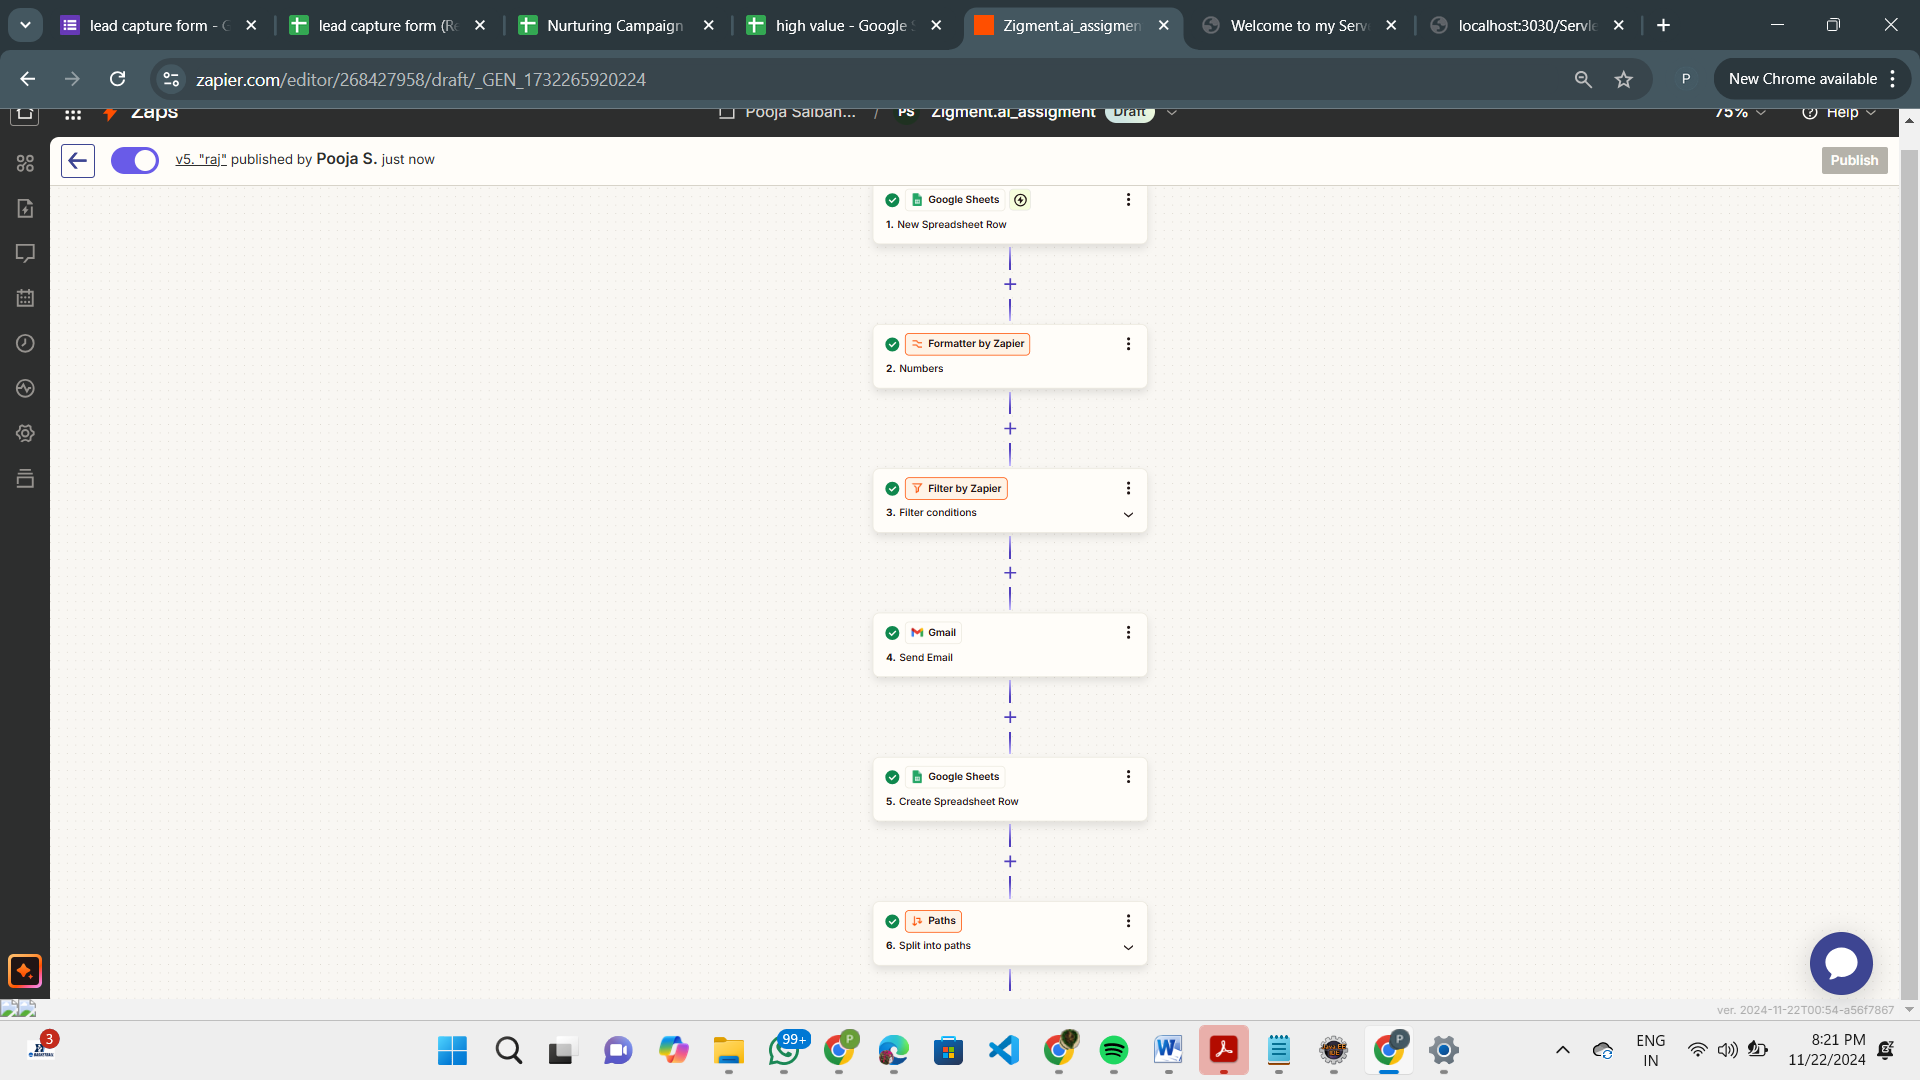 lead capture form - G
lead capture form (Re
Nurturing Campaign
high value - Google S
Zigment.ai_assigment
Welcome to my Serv
localhost:3030/Servle
zapier.com/editor/268427958/draft/_GEN_1732265920224
P
New Chrome available
Zaps
Pooja Salban... / PS Zigment.ai_assigment Draft
75%
Help
v5. "raj" published by Pooja S. just now
Publish
Google Sheets
1. New Spreadsheet Row
Formatter by Zapier
2. Numbers
Filter by Zapier
3. Filter conditions
Gmail
4. Send Email
Google Sheets
5. Create Spreadsheet Row
Paths
6. Split into paths
ver. 2024-11-22T00:54-a56f7867
3
99+
P
P
ENG
IN
8:21 PM
11/22/2024